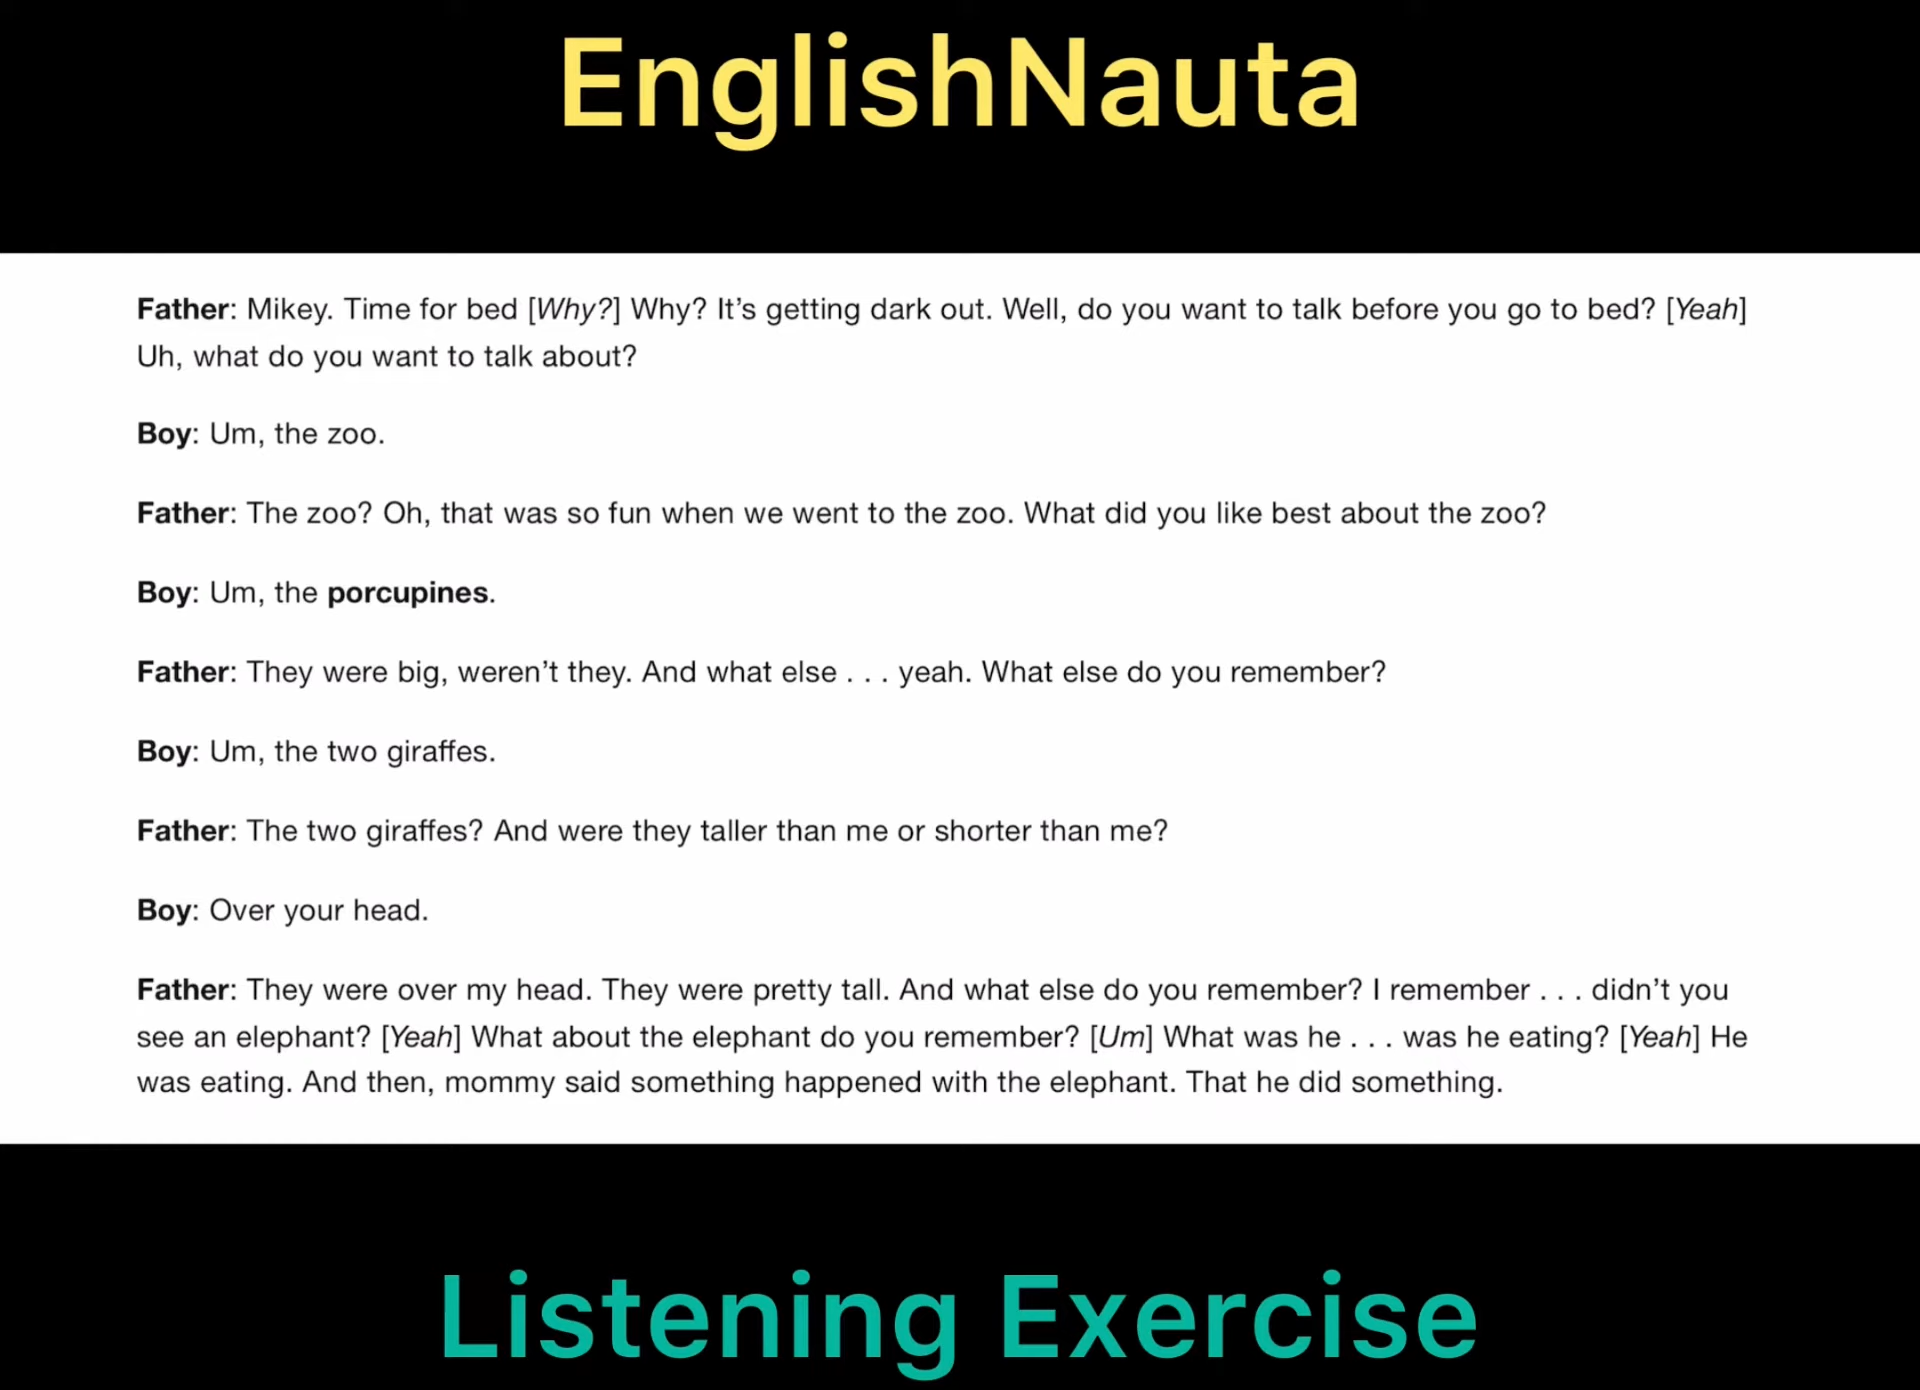 EnglishNauta
Father: Mikey. Time for bed [Why?] Why? It’s getting dark out. Well, do you want to talk before you go to bed? [Yeah]
Uh, what do you want to talk about?
Boy: Um, the zoo.
Father: The zoo? Oh, that was so fun when we went to the zoo. What did you like best about the zoo?
Boy: Um, the porcupines.
Father: They were big, weren’t they. And what else . . . yeah. What else do you remember?
Boy: Um, the two giraffes.
Father: The two giraffes? And were they taller than me or shorter than me?
Boy: Over your head.
Father: They were over my head. They were pretty tall. And what else do you remember? I remember . . . didn’t you
see an elephant? [Yeah] What about the elephant do you remember? [Um] What was he . . . was he eating? [Yeah] He
was eating. And then, mommy said something happened with the elephant. That he did something.
Listening Exercise